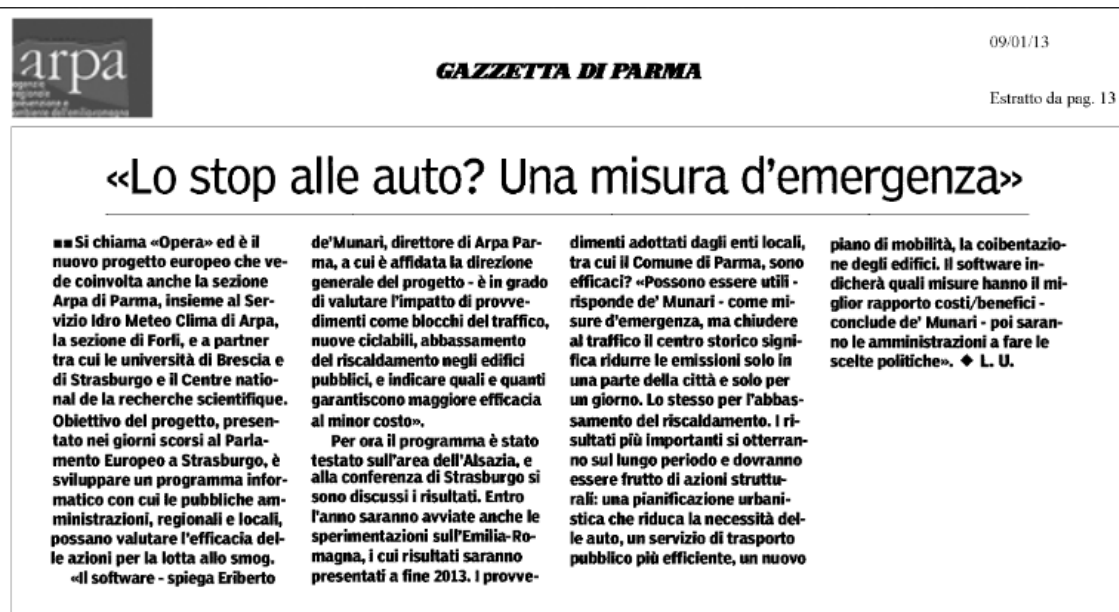 arpa
agenzia
regionale
prevenzione e
ambiente dell'emilia-romagna
GAZZETTA DI PARMA
09/01/13
Estratto da pag. 13
«Lo stop alle auto? Una misura d'emergenza»
■■ Si chiama «Opera» ed è il
nuovo progetto europeo che ve-
de coinvolta anche la sezione
Arpa di Parma, insieme al Ser-
vizio Idro Meteo Clima di Arpa,
la sezione di Forlì, e a partner
tra cui le università di Brescia e
di Strasburgo e il Centre natio-
nal de la recherche scientifique.
Obiettivo del progetto, presen-
tato nei giorni scorsi al Parla-
mento Europeo a Strasburgo, è
sviluppare un programma infor-
matico con cui le pubbliche am-
ministrazioni, regionali e locali,
possano valutare l'efficacia del-
le azioni per la lotta allo smog.
«Il software - spiega Eriberto
de'Munari, direttore di Arpa Par-
ma, a cui è affidata la direzione
generale del progetto - è in grado
di valutare l'impatto di provve-
dimenti come blocchi del traffico,
nuove ciclabili, abbassamento
del riscaldamento negli edifici
pubblici, e indicare quali e quanti
garantiscono maggiore efficacia
al minor costo».
Per ora il programma è stato
testato sull'area dell'Alsazia, e
alla conferenza di Strasburgo si
sono discussi i risultati. Entro
l'anno saranno avviate anche le
sperimentazioni sull'Emilia-Ro-
magna, i cui risultati saranno
presentati a fine 2013. I provve-
dimenti adottati dagli enti locali,
tra cui il Comune di Parma, sono
efficaci? «Possono essere utili -
risponde de' Munari - come mi-
sure d'emergenza, ma chiudere
al traffico il centro storico signi-
fica ridurre le emissioni solo in
una parte della città e solo per
un giorno. Lo stesso per l'abbas-
samento del riscaldamento. I ri-
sultati più importanti si otterran-
no sul lungo periodo e dovranno
essere frutto di azioni struttu-
rali: una pianificazione urbani-
stica che riduca la necessità del-
le auto, un servizio di trasporto
pubblico più efficiente, un nuovo
piano di mobilità, la coibentazio-
ne degli edifici. Il software in-
dicherà quali misure hanno il mi-
glior rapporto costi/benefici -
conclude de' Munari - poi saran-
no le amministrazioni a fare le
scelte politiche». ◆ L. U.